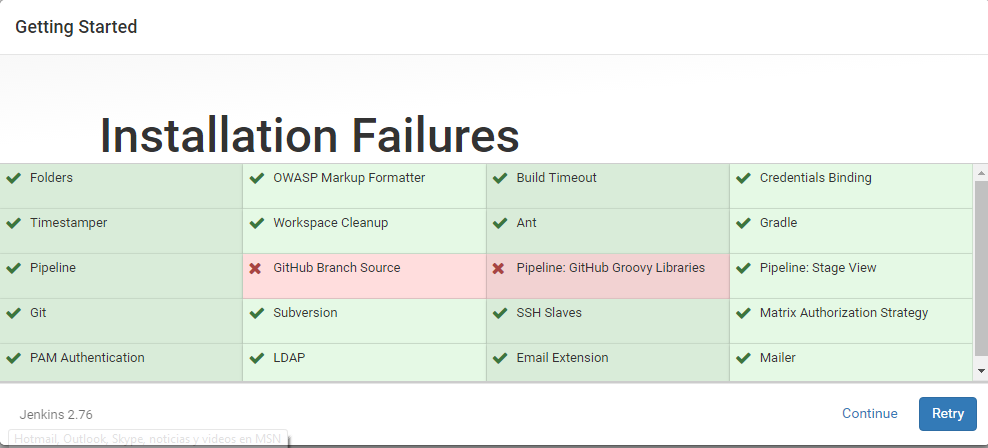 Getting Started
Installation Failures
Folders
OWASP Markup Formatter
Build Timeout
Credentials Binding
Timestamper
Workspace Cleanup
Ant
Gradle
Pipeline
GitHub Branch Source
Pipeline: GitHub Groovy Libraries
Pipeline: Stage View
Git
Subversion
SSH Slaves
Matrix Authorization Strategy
PAM Authentication
LDAP
Email Extension
Mailer
Jenkins 2.76
Continue
Retry
Hotmail, Outlook, Skype, noticias y videos en MSN